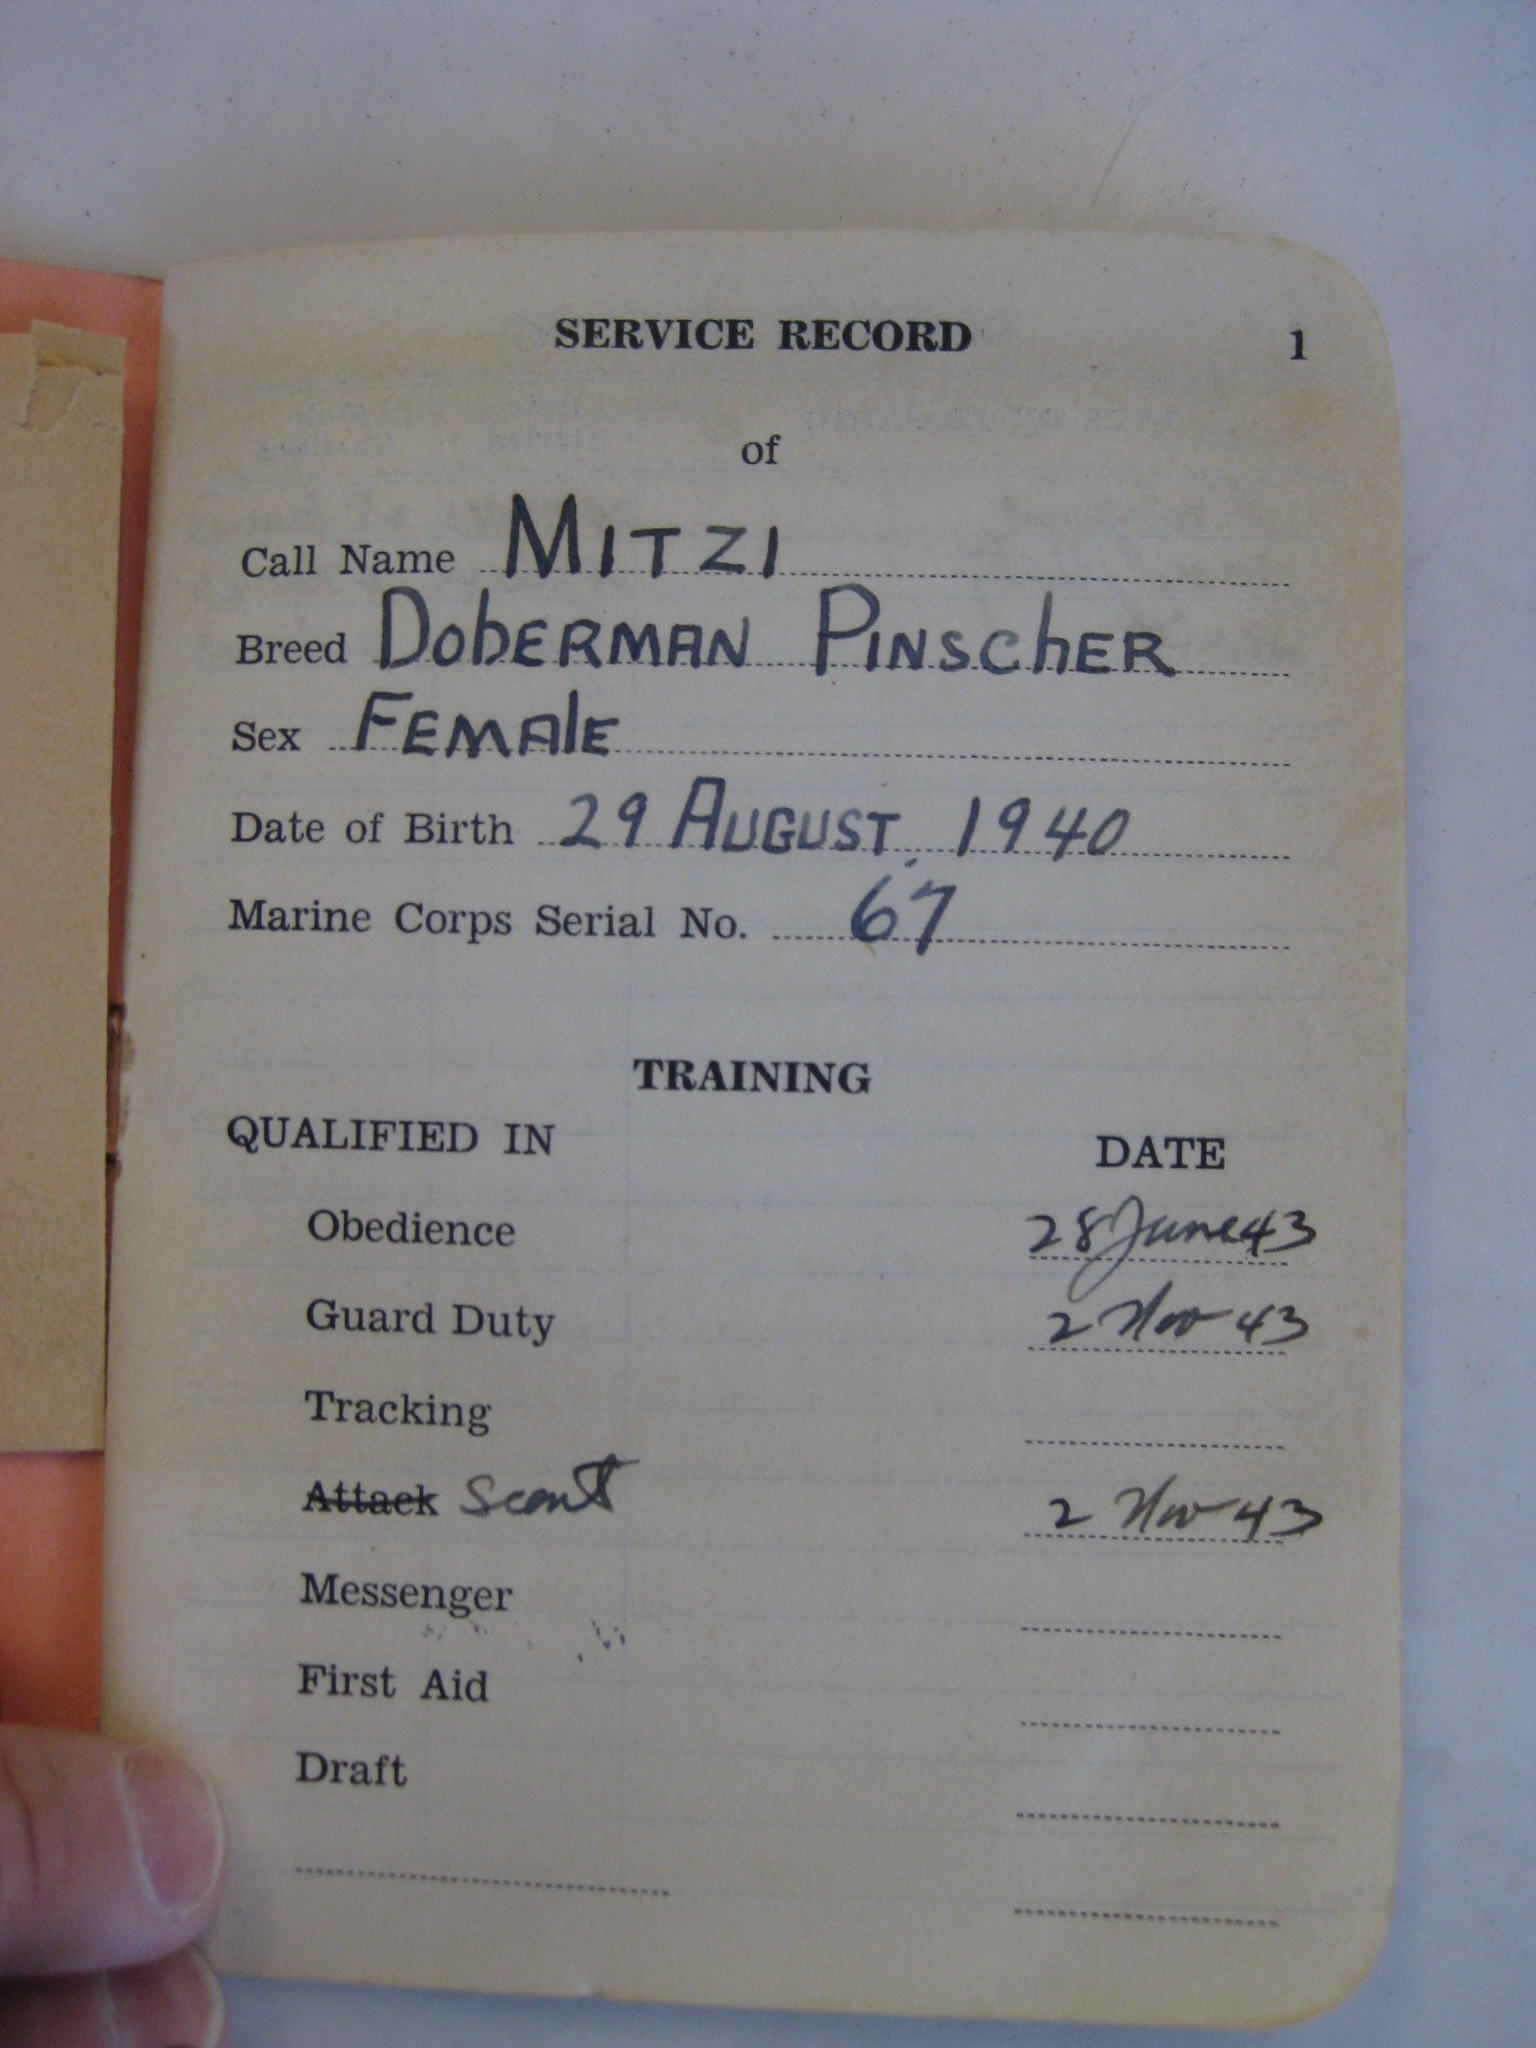 SERVICE RECORD 1
of
Call Name MITZI
Breed DObERMAN PINSChER
Sex FEMAlE
Date of Birth 29 AUGUST, 1940
Marine Corps Serial No. 67
TRAINING
QUALIFIED IN DATE
Obedience 28 June 43
Guard Duty 2 Nov 43
Tracking
Attack Scout 2 Nov 43
Messenger
First Aid
Draft